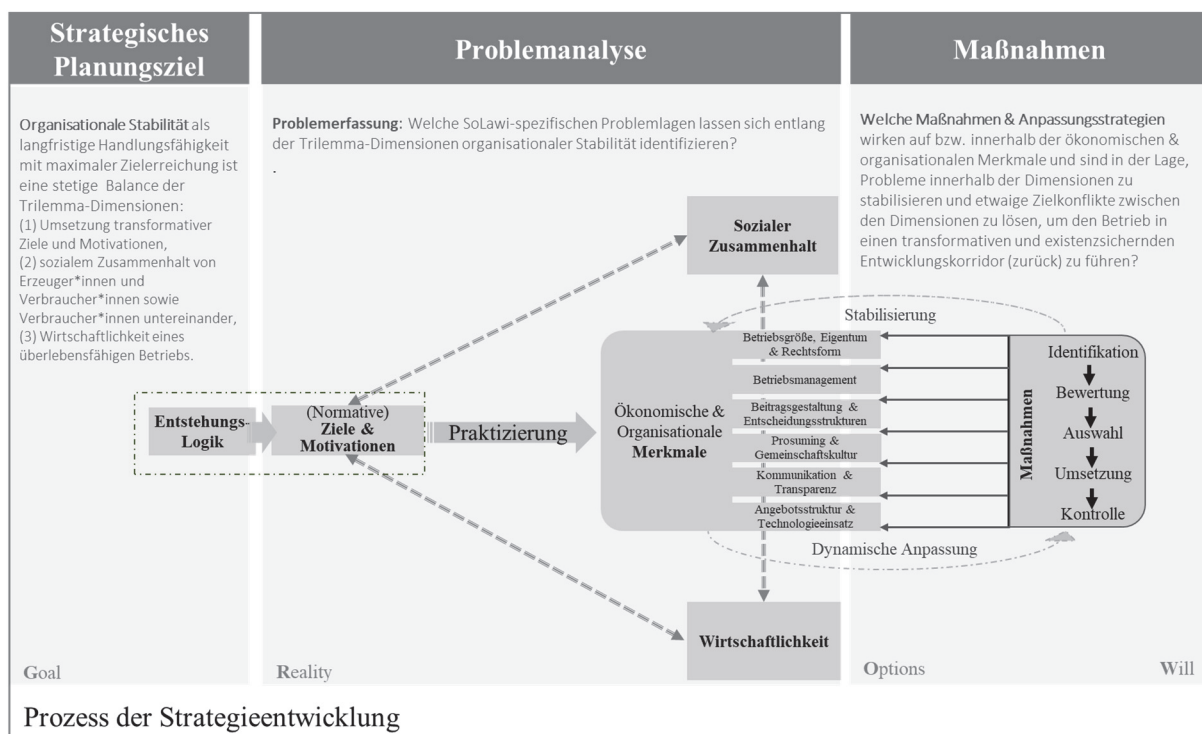 Strategisches
Planungsziel
Problemanalyse
Maßnahmen
Organisationale Stabilität als
langfristige Handlungsfähigkeit
mit maximaler Zielerreichung ist
eine stetige Balance der
Trilemma-Dimensionen:
(1) Umsetzung transformativer
Ziele und Motivationen,
(2) sozialem Zusammenhalt von
Erzeuger*innen und
Verbraucher*innen sowie
Verbraucher*innen untereinander,
(3) Wirtschaftlichkeit eines
überlebensfähigen Betriebs.
Problemerfassung: Welche SoLawi-spezifischen Problemlagen lassen sich entlang
der Trilemma-Dimensionen organisationaler Stabilität identifizieren?
.
Welche Maßnahmen & Anpassungsstrategien
wirken auf bzw. innerhalb der ökonomischen &
organisationalen Merkmale und sind in der Lage,
Probleme innerhalb der Dimensionen zu
stabilisieren und etwaige Zielkonflikte zwischen
den Dimensionen zu lösen, um den Betrieb in
einen transformativen und existenzsichernden
Entwicklungskorridor (zurück) zu führen?
Sozialer
Zusammenhalt
Entstehungs-
Logik
(Normative)
Ziele &
Motivationen
Praktizierung
Ökonomische &
Organisationale
Merkmale
Betriebsgröße, Eigentum
& Rechtsform
Betriebsmanagement
Beitragsgestaltung &
Entscheidungsstrukturen
Prosuming &
Gemeinschaftskultur
Kommunikation &
Transparenz
Angebotsstruktur &
Technologieeinsatz
Stabilisierung
Maßnahmen
Identifikation
Bewertung
Auswahl
Umsetzung
Kontrolle
Dynamische Anpassung
Wirtschaftlichkeit
Goal
Reality
Options
Will
Prozess der Strategieentwicklung